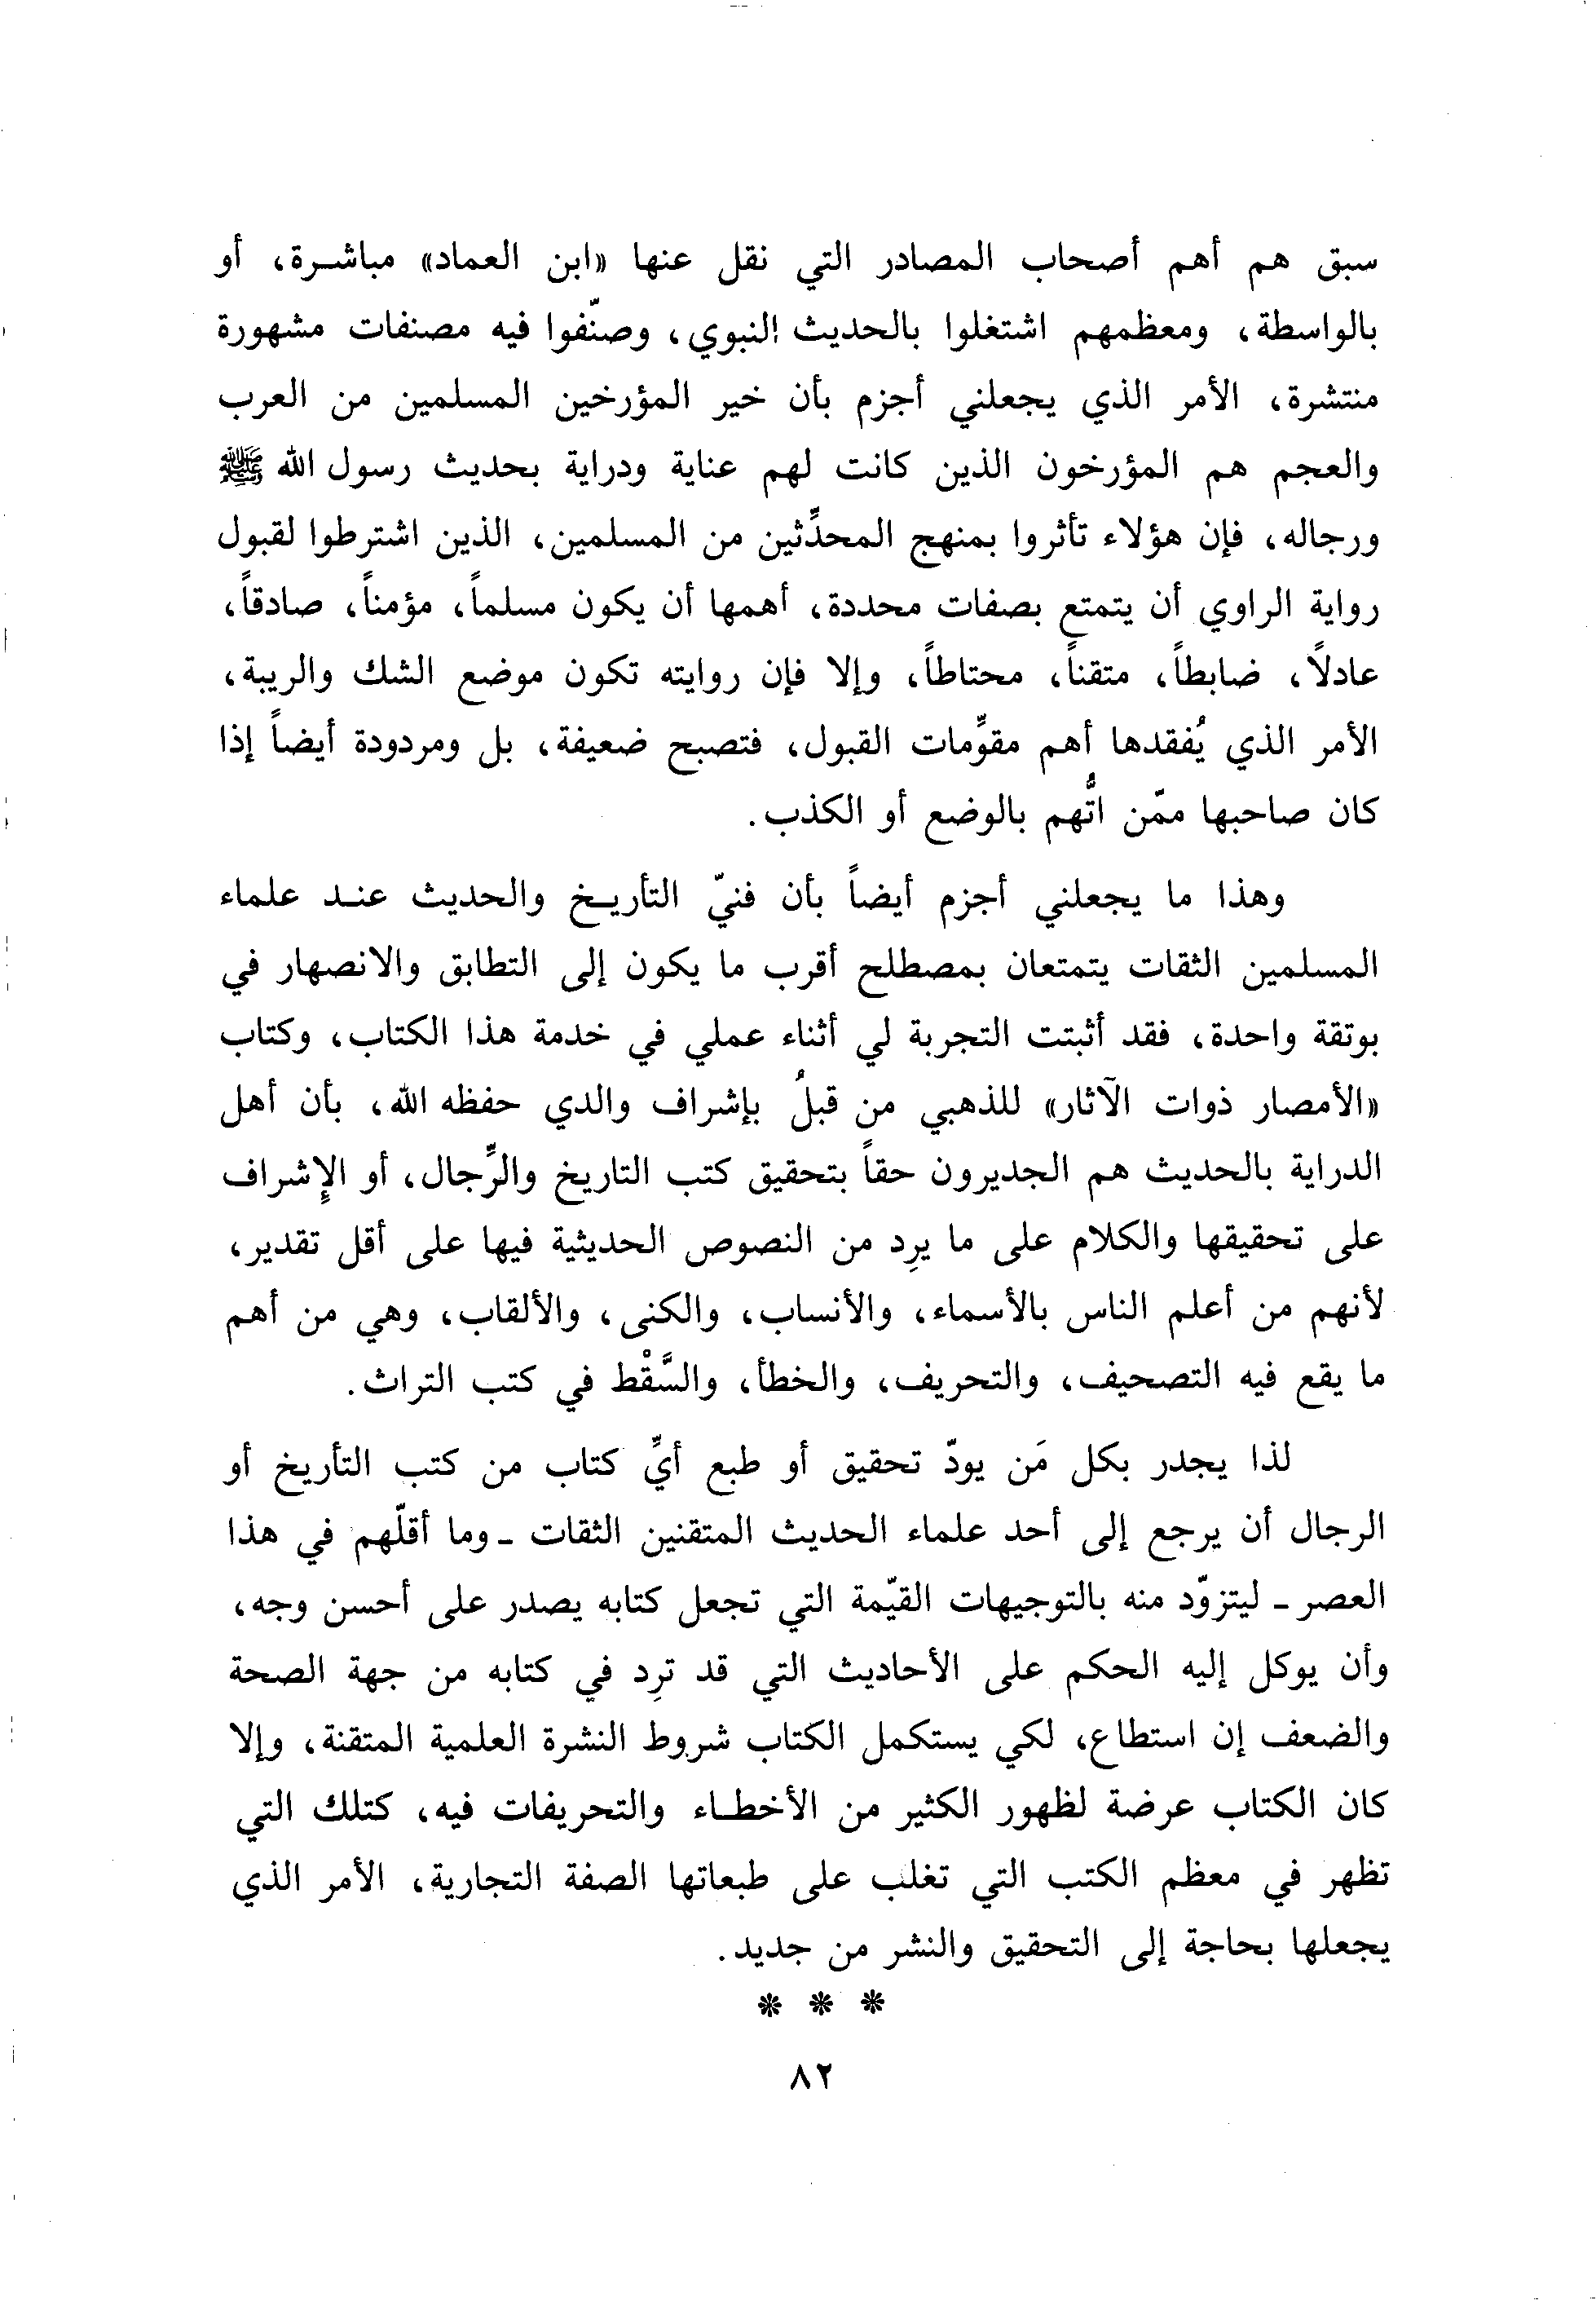 سبق هم أهم أصحاب المصادر التي نقل عنها «ابن العماد» مباشرة، أو
بالواسطة، ومعظمهم اشتغلوا بالحديث النبوي، وصنّفوا فيه مصنفات مشهورة
منتشرة، الأمر الذي يجعلني أجزم بأن خير المؤرخين المسلمين من العرب
والعجم هم المؤرخون الذين كانت لهم عناية ودراية بحديث رسول الله ﷺ
ورجاله، فإن هؤلاء تأثروا بمنهج المحدِّثين من المسلمين، الذين اشترطوا لقبول
رواية الراوي أن يتمتع بصفات محددة، أهمها أن يكون مسلماً، مؤمناً، صادقاً،
عادلاً، ضابطاً، متقناً، محتاطاً، وإلا فإن روايته تكون موضع الشك والريبة،
الأمر الذي يُفقدها أهم مقوِّمات القبول، فتصبح ضعيفة، بل ومردودة أيضاً إذا
كان صاحبها ممّن اتُّهم بالوضع أو الكذب.
وهذا ما يجعلني أجزم أيضاً بأن فنيّ التأريخ والحديث عند علماء
المسلمين الثقات يتمتعان بمصطلح أقرب ما يكون إلى التطابق والانصهار في
بوتقة واحدة، فقد أثبتت التجربة لي أثناء عملي في خدمة هذا الكتاب، وكتاب
«الأمصار ذوات الآثار» للذهبي من قبلُ بإشراف والدي حفظه الله، بأن أهل
الدراية بالحديث هم الجديرون حقاً بتحقيق كتب التاريخ والرِّجال، أو الإِشراف
على تحقيقها والكلام على ما يرِد من النصوص الحديثية فيها على أقل تقدير،
لأنهم من أعلم الناس بالأسماء، والأنساب، والكنى، والألقاب، وهي من أهم
ما يقع فيه التصحيف، والتحريف، والخطأ، والسَّقْط في كتب التراث.
لذا يجدر بكل مَن يودّ تحقيق أو طبع أيِّ كتاب من كتب التأريخ أو
الرجال أن يرجع إلى أحد علماء الحديث المتقنين الثقات ـ وما أقلّهم في هذا
العصر ـ ليتزوّد منه بالتوجيهات القيّمة التي تجعل كتابه يصدر على أحسن وجه،
وأن يوكل إليه الحكم على الأحاديث التي قد ترِد في كتابه من جهة الصحة
والضعف إن استطاع، لكي يستكمل الكتاب شروط النشرة العلمية المتقنة، وإلا
كان الكتاب عرضة لظهور الكثير من الأخطاء والتحريفات فيه، كتلك التي
تظهر في معظم الكتب التي تغلب على طبعاتها الصفة التجارية، الأمر الذي
يجعلها بحاجة إلى التحقيق والنشر من جديد.
* * *
٨٢